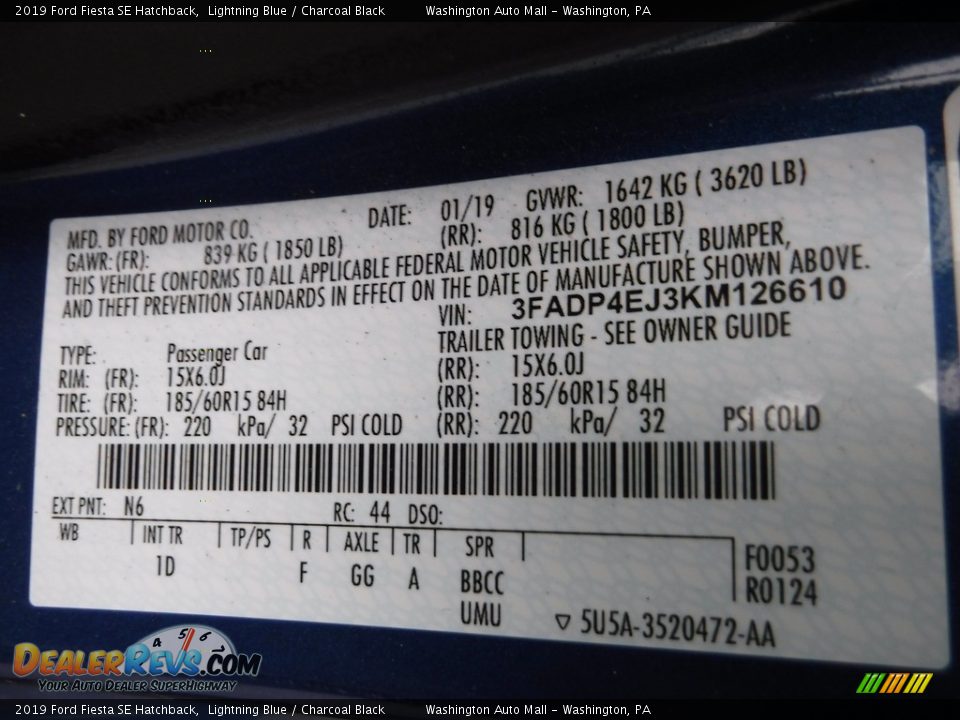 2019 Ford Fiesta SE Hatchback, Lightning Blue / Charcoal Black Washington Auto Mall - Washington, PA
MFD. BY FORD MOTOR CO. DATE: 01/19 GVWR: 1642 KG ( 3620 LB)
GAWR: (FR): 839 KG ( 1850 LB) (RR): 816 KG ( 1800 LB)
THIS VEHICLE CONFORMS TO ALL APPLICABLE FEDERAL MOTOR VEHICLE SAFETY, BUMPER,
AND THEFT PREVENTION STANDARDS IN EFFECT ON THE DATE OF MANUFACTURE SHOWN ABOVE.
VIN: 3FADP4EJ3KM126610
TYPE: Passenger Car TRAILER TOWING - SEE OWNER GUIDE
RIM: (FR): 15X6.0J (RR): 15X6.0J
TIRE: (FR): 185/60R15 84H (RR): 185/60R15 84H
PRESSURE: (FR): 220 kPa/ 32 PSI COLD (RR): 220 kPa/ 32 PSI COLD
EXT PNT: N6 RC: 44 DSO:
WB INT TR TP/PS R AXLE TR SPR F0053
1D F GG A BBCC R0124
UMU ▽ 5U5A-3520472-AA
4 5 6
DEALERREVS.COM
YOUR AUTO DEALER SUPERHIGHWAY
2019 Ford Fiesta SE Hatchback, Lightning Blue / Charcoal Black Washington Auto Mall - Washington, PA